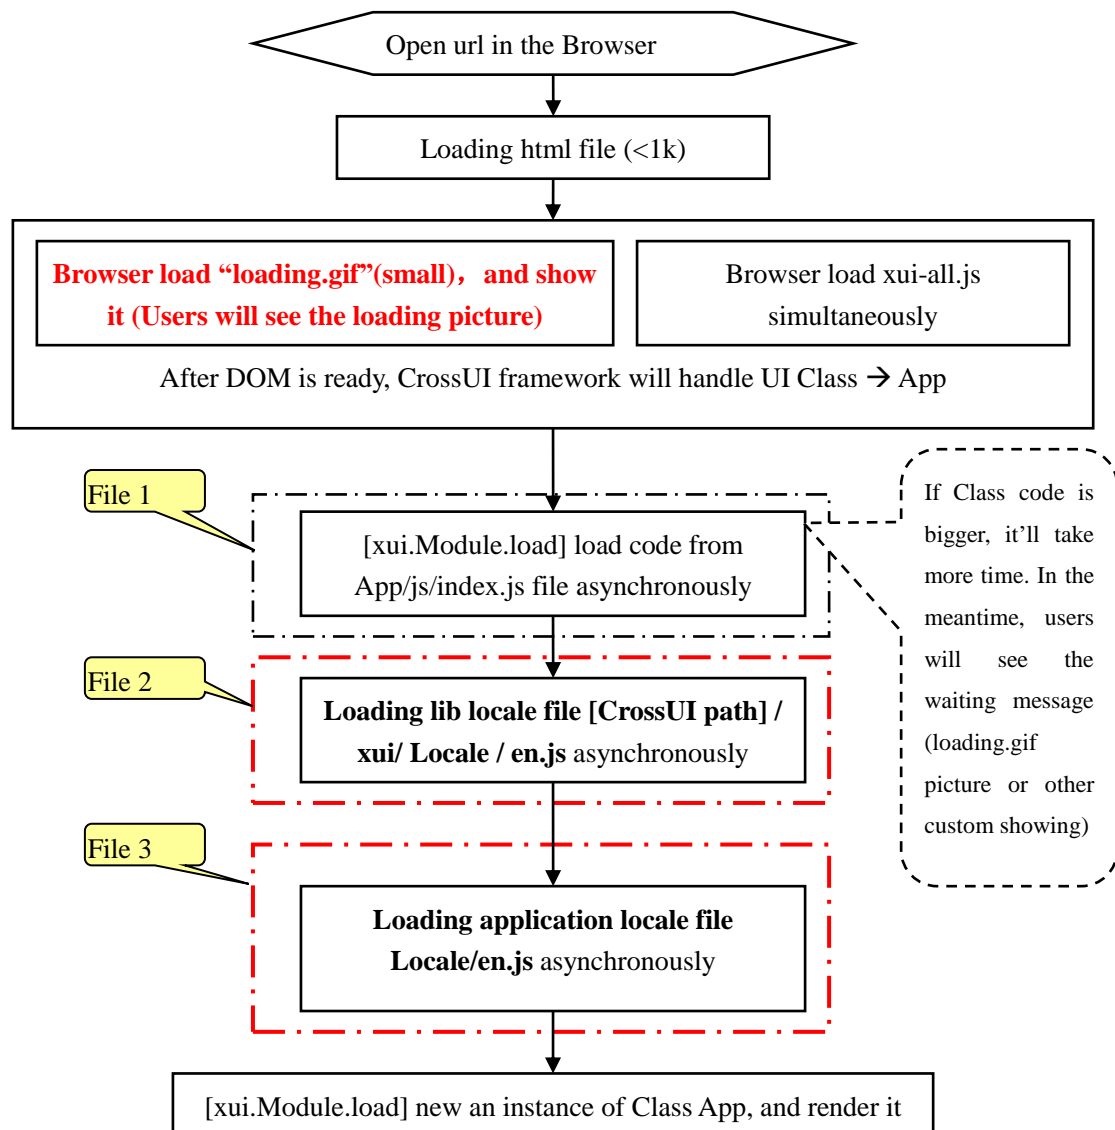 Open url in the Browser
Loading html file (<1k)
Browser load “loading.gif”(small)，and show
it (Users will see the loading picture)
Browser load xui-all.js
simultaneously
After DOM is ready, CrossUI framework will handle UI Class → App
File 1
[xui.Module.load] load code from
App/js/index.js file asynchronously
If Class code is
bigger, it’ll take
more time. In the
meantime, users
will see the
waiting message
(loading.gif
picture or other
custom showing)
File 2
Loading lib locale file [CrossUI path] /
xui/ Locale / en.js asynchronously
File 3
Loading application locale file
Locale/en.js asynchronously
[xui.Module.load] new an instance of Class App, and render it